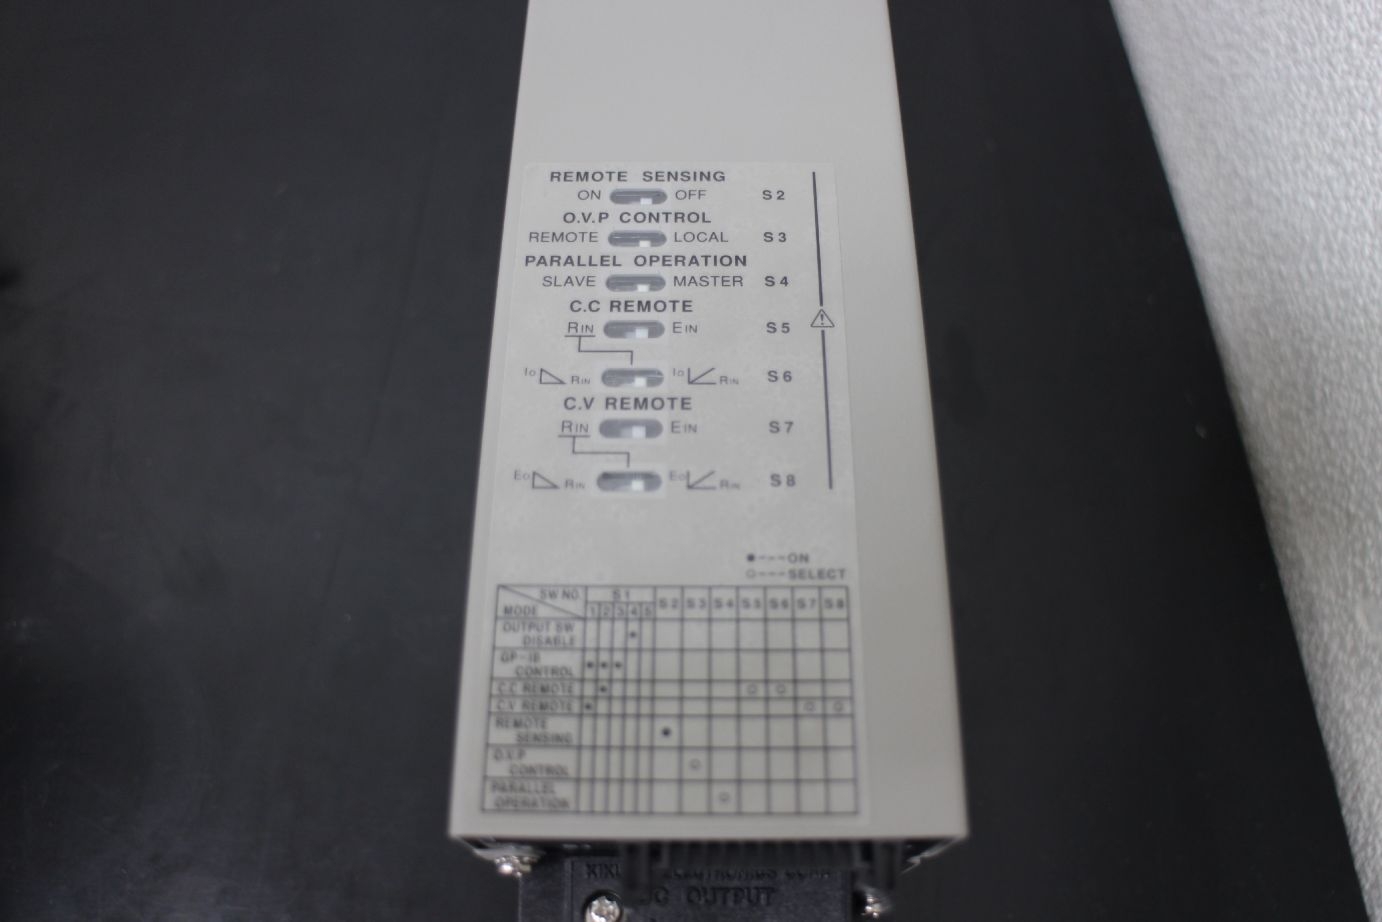 REMOTE SENSING
ON OFF S2
O.V.P CONTROL
REMOTE LOCAL S3
PARALLEL OPERATION
SLAVE MASTER S4
C.C REMOTE
RIN EIN S5
Io RIN Io RIN S6
C.V REMOTE
RIN EIN S7
Eo RIN Eo RIN S8
●---ON
○---SELECT
SW NO. S1
MODE 1 2 3 4 5 S2 S3 S4 S5 S6 S7 S8
OUTPUT SW
DISABLE
GP-IB
CONTROL
C.C REMOTE
C.V REMOTE
REMOTE
SENSING
O.V.P
CONTROL
PARALLEL
OPERATION
ELECTRONICS CORP
DC OUTPUT